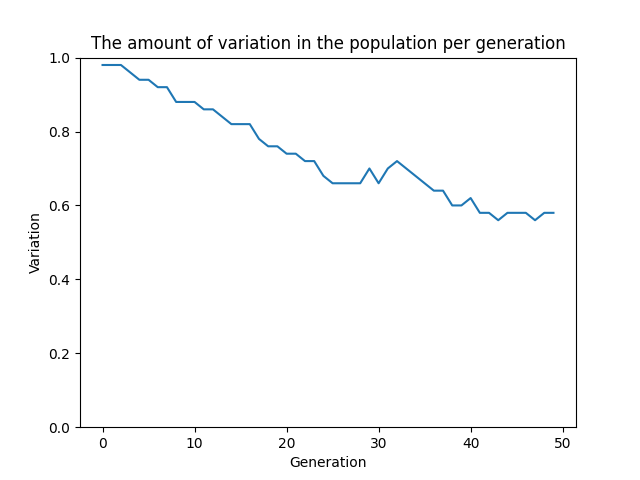 The amount of variation in the population per generation
1.0
0.8
0.6
0.4
0.2
0.0
Variation
0 10 20 30 40 50
Generation